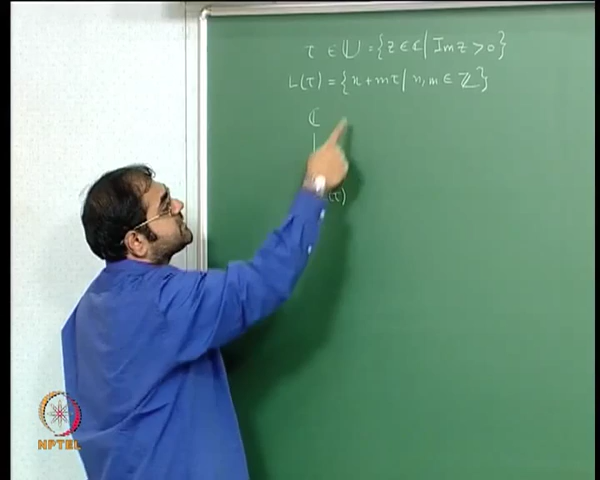 τ ∈ 𝕌 = {z ∈ ℂ | Im z > 0}
L(τ) = {n + mτ | n, m ∈ ℤ}
ℂ
(τ)
NPTEL